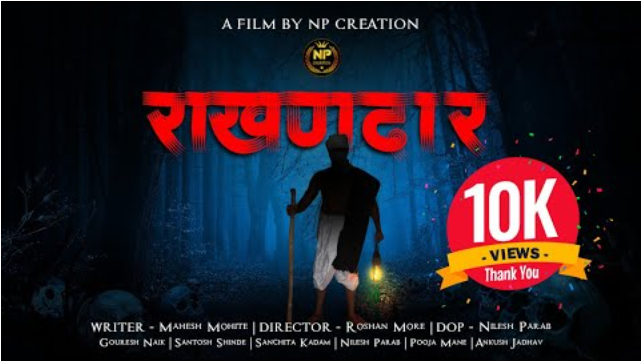 A FILM BY NP CREATION
NP
राखणदार
10K
- VIEWS -
Thank You
WRITER - MAHESH MOHITE | DIRECTOR - ROSHAN MORE | DOP - NILESH PARAB
GOURESH NAIK | SANTOSH SHINDE | SANCHITA KADAM | NILESH PARAB | POOJA MANE | ANKUSH JADHAV